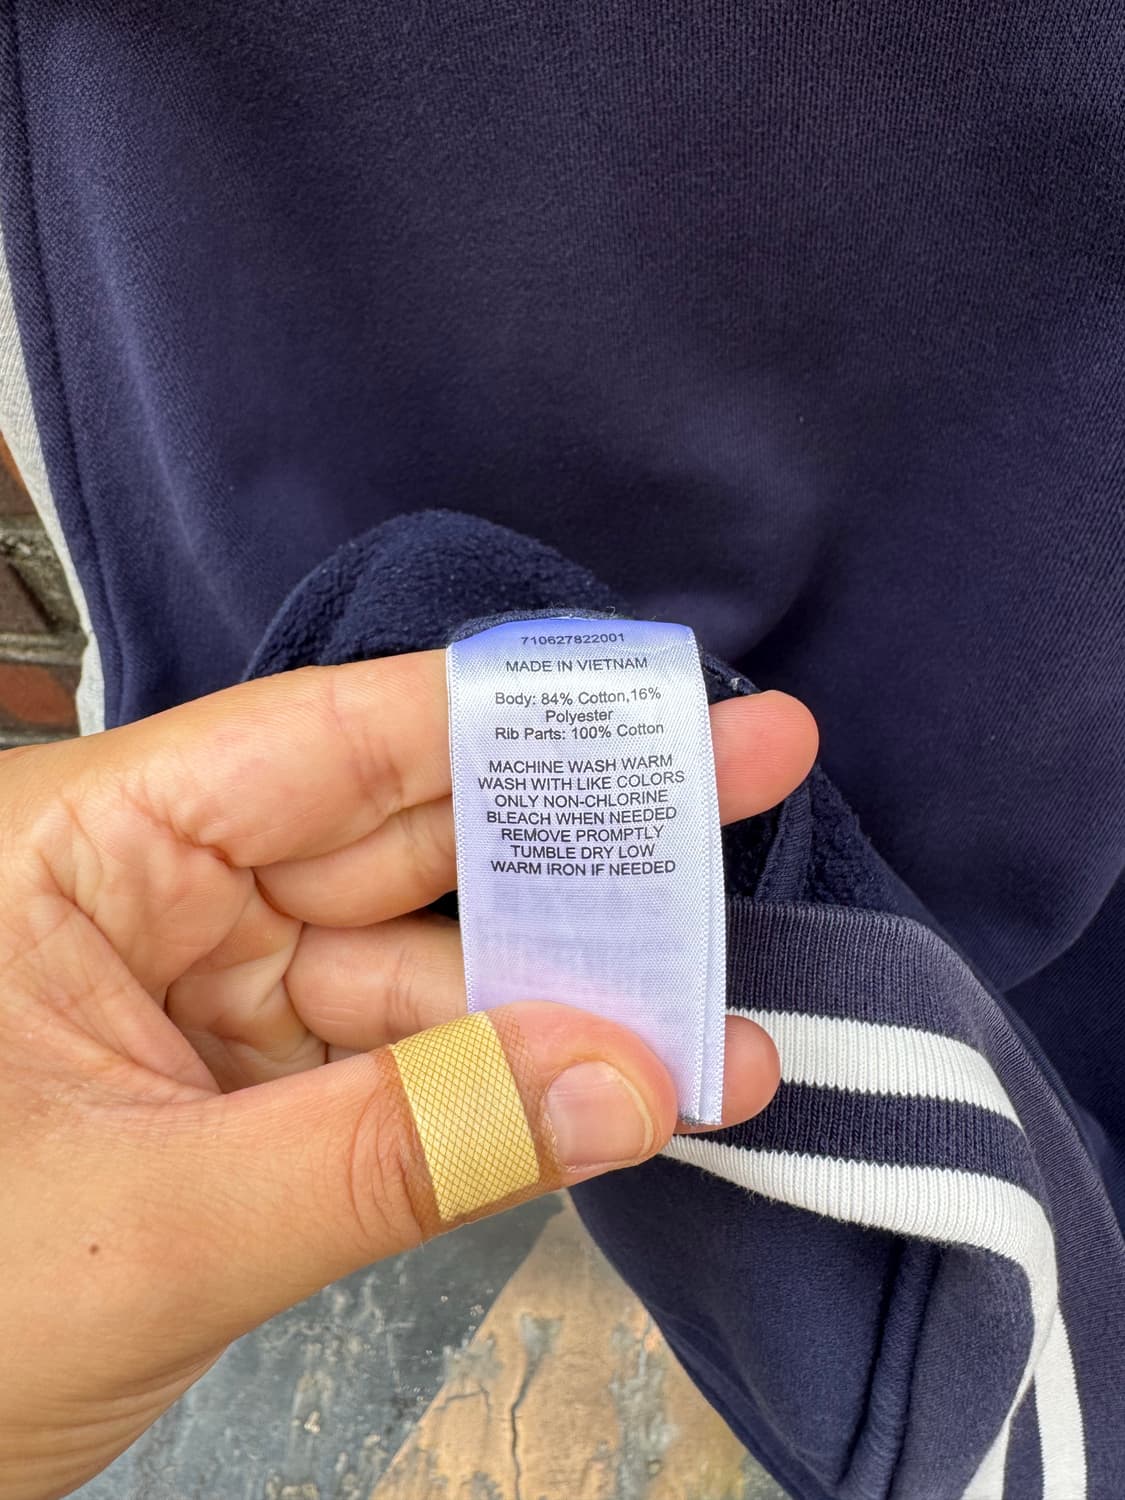 710627822001
MADE IN VIETNAM
Body: 84% Cotton,16%
Polyester
Rib Parts: 100% Cotton
MACHINE WASH WARM
WASH WITH LIKE COLORS
ONLY NON-CHLORINE
BLEACH WHEN NEEDED
REMOVE PROMPTLY
TUMBLE DRY LOW
WARM IRON IF NEEDED